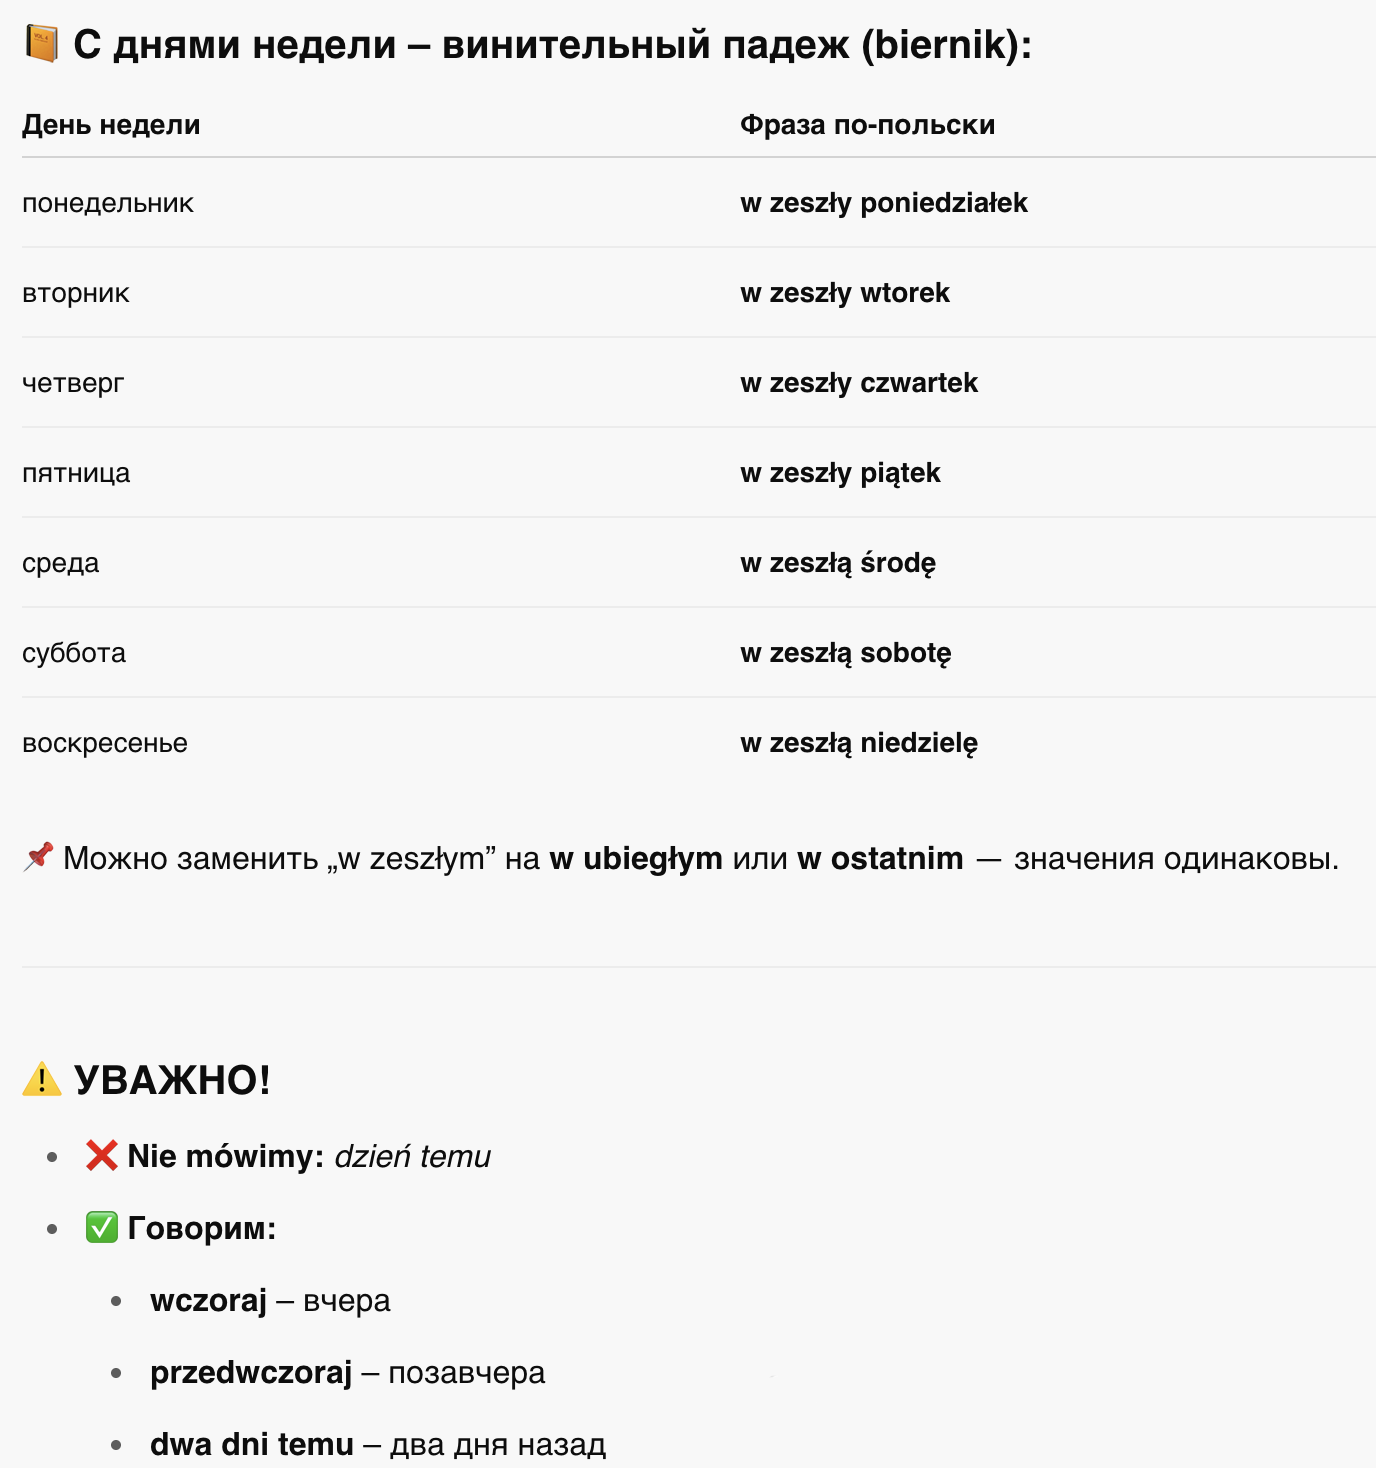 С днями недели – винительный падеж (biernik):
День недели Фраза по-польски
понедельник w zeszły poniedziałek
вторник w zeszły wtorek
четверг w zeszły czwartek
пятница w zeszły piątek
среда w zeszłą środę
суббота w zeszłą sobotę
воскресенье w zeszłą niedzielę
Можно заменить „w zeszłym” на w ubiegłym или w ostatnim — значения одинаковы.
УВАЖНО!
Nie mówimy: dzień temu
Говорим:
wczoraj – вчера
przedwczoraj – позавчера
dwa dni temu – два дня назад